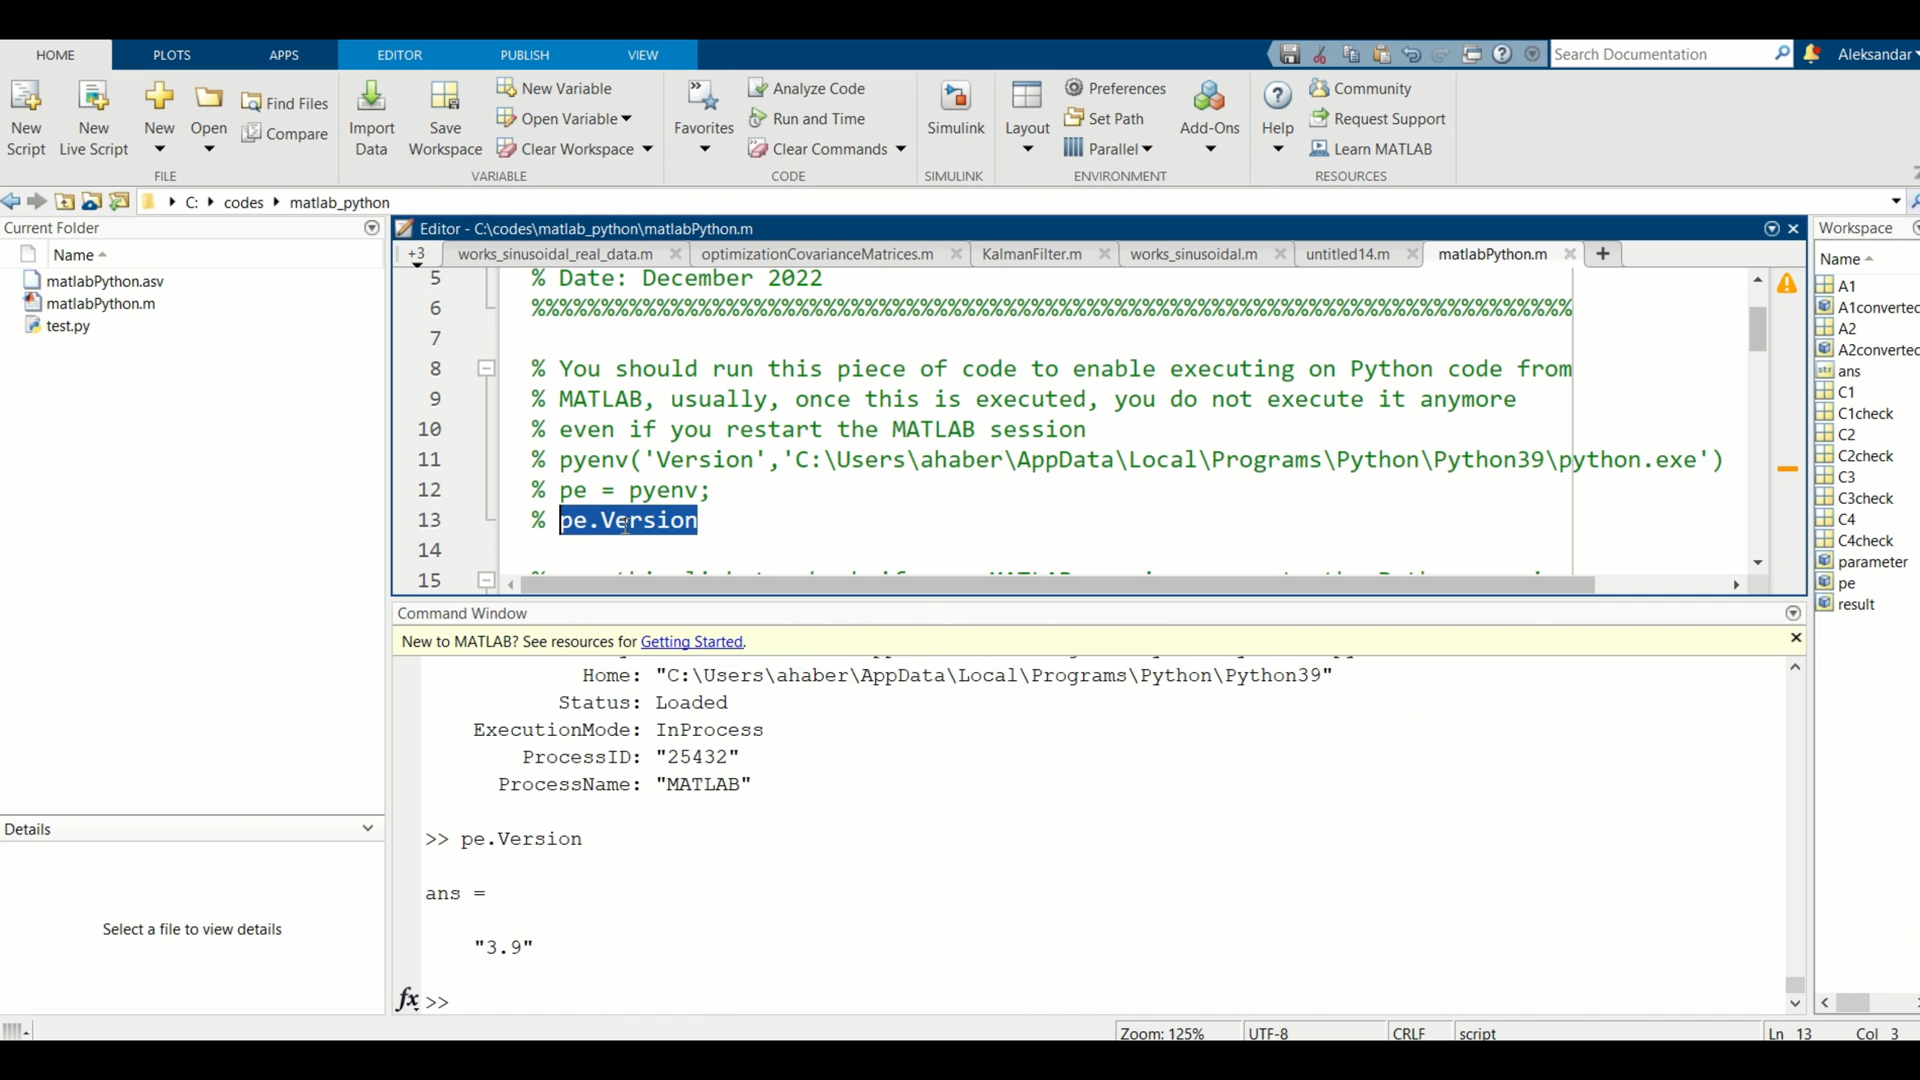 HOME PLOTS APPS EDITOR PUBLISH VIEW Search Documentation Aleksandar
New Script
New Live Script
New
Open
Find Files
Compare
FILE
Import Data
Save Workspace
New Variable
Open Variable
Clear Workspace
VARIABLE
Favorites
Analyze Code
Run and Time
Clear Commands
CODE
Simulink
SIMULINK
Layout
Preferences
Set Path
Parallel
Add-Ons
ENVIRONMENT
Help
Community
Request Support
Learn MATLAB
RESOURCES
C: codes matlab_python
Current Folder
Name
matlabPython.asv
matlabPython.m
test.py
Details
Select a file to view details
Editor - C:\codes\matlab_python\matlabPython.m
+3 works_sinusoidal_real_data.m optimizationCovarianceMatrices.m KalmanFilter.m works_sinusoidal.m untitled14.m matlabPython.m
5 % Date: December 2022
6 %%%%%%%%%%%%%%%%%%%%%%%%%%%%%%%%%%%%%%%%%%%%%%%%%%%%%%%%%%%%%%%%%%%%%%%%%%%
7
8 % You should run this piece of code to enable executing on Python code from
9 % MATLAB, usually, once this is executed, you do not execute it anymore
10 % even if you restart the MATLAB session
11 % pyenv('Version','C:\Users\ahaber\AppData\Local\Programs\Python\Python39\python.exe')
12 % pe = pyenv;
13 % pe.Version
14
15
Command Window
New to MATLAB? See resources for Getting Started.
Home: "C:\Users\ahaber\AppData\Local\Programs\Python\Python39"
Status: Loaded
ExecutionMode: InProcess
ProcessID: "25432"
ProcessName: "MATLAB"
>> pe.Version
ans =
"3.9"
fx >>
Workspace
Name
A1
A1converted
A2
A2converted
ans
C1
C1check
C2
C2check
C3
C3check
C4
C4check
parameter
pe
result
Zoom: 125% UTF-8 CRLF script Ln 13 Col 3